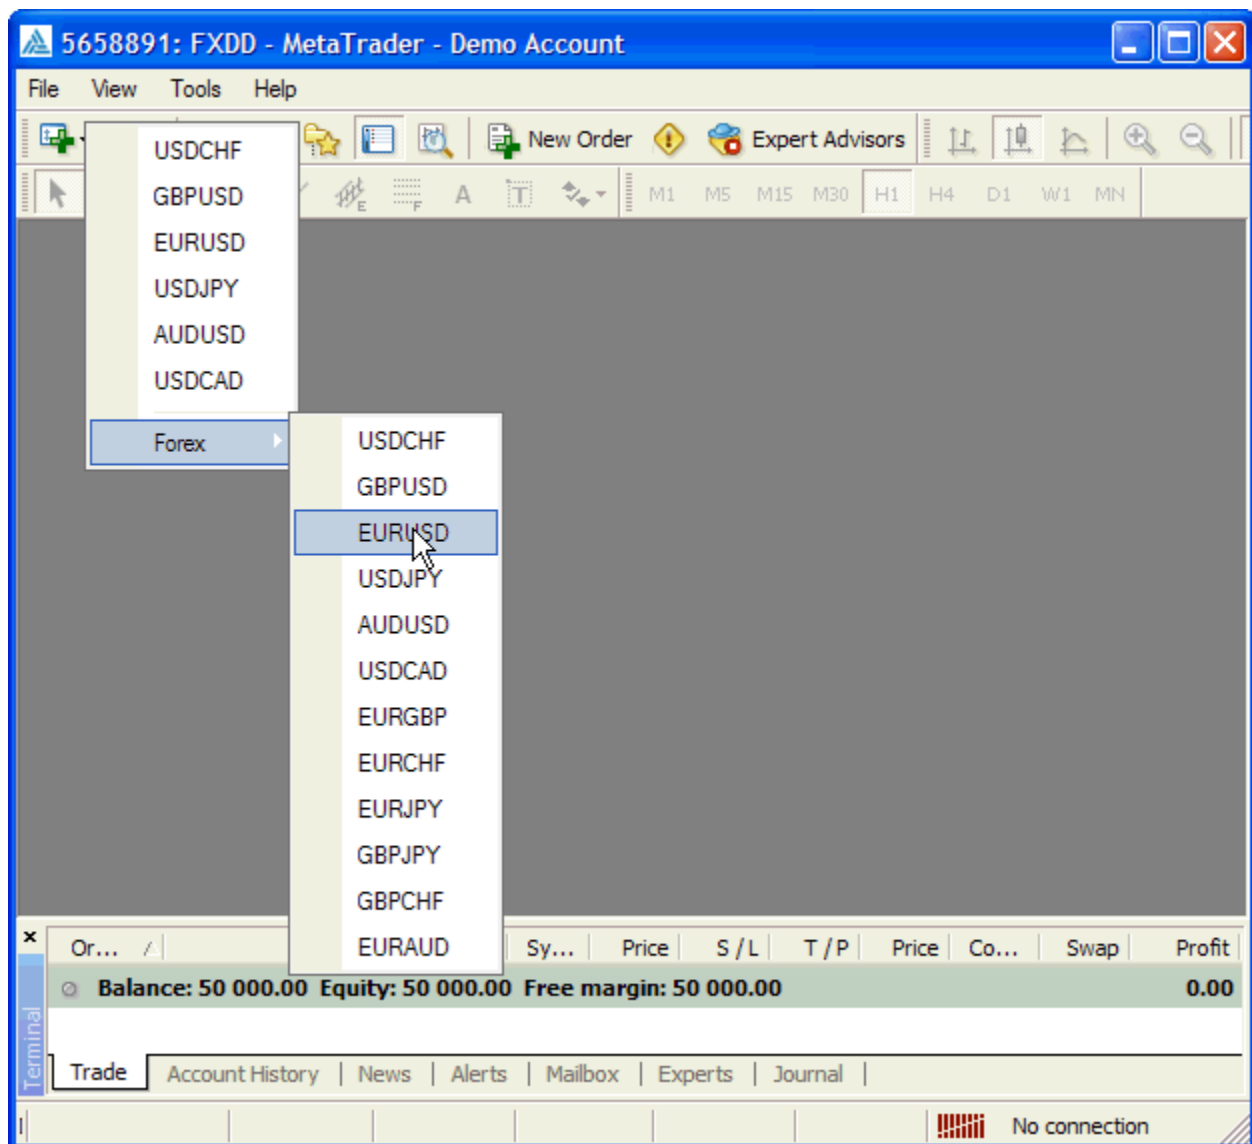 5658891: FXDD - MetaTrader - Demo Account
File View Tools Help
New Order Expert Advisors
A T M1 M5 M15 M30 H1 H4 D1 W1 MN
USDCHF
GBPUSD
EURUSD
USDJPY
AUDUSD
USDCAD
Forex
USDCHF
GBPUSD
EURUSD
USDJPY
AUDUSD
USDCAD
EURGBP
EURCHF
EURJPY
GBPJPY
GBPCHF
EURAUD
Or... Sy... Price S / L T / P Price Co... Swap Profit
Balance: 50 000.00 Equity: 50 000.00 Free margin: 50 000.00 0.00
Terminal
Trade Account History | News | Alerts | Mailbox | Experts | Journal |
No connection